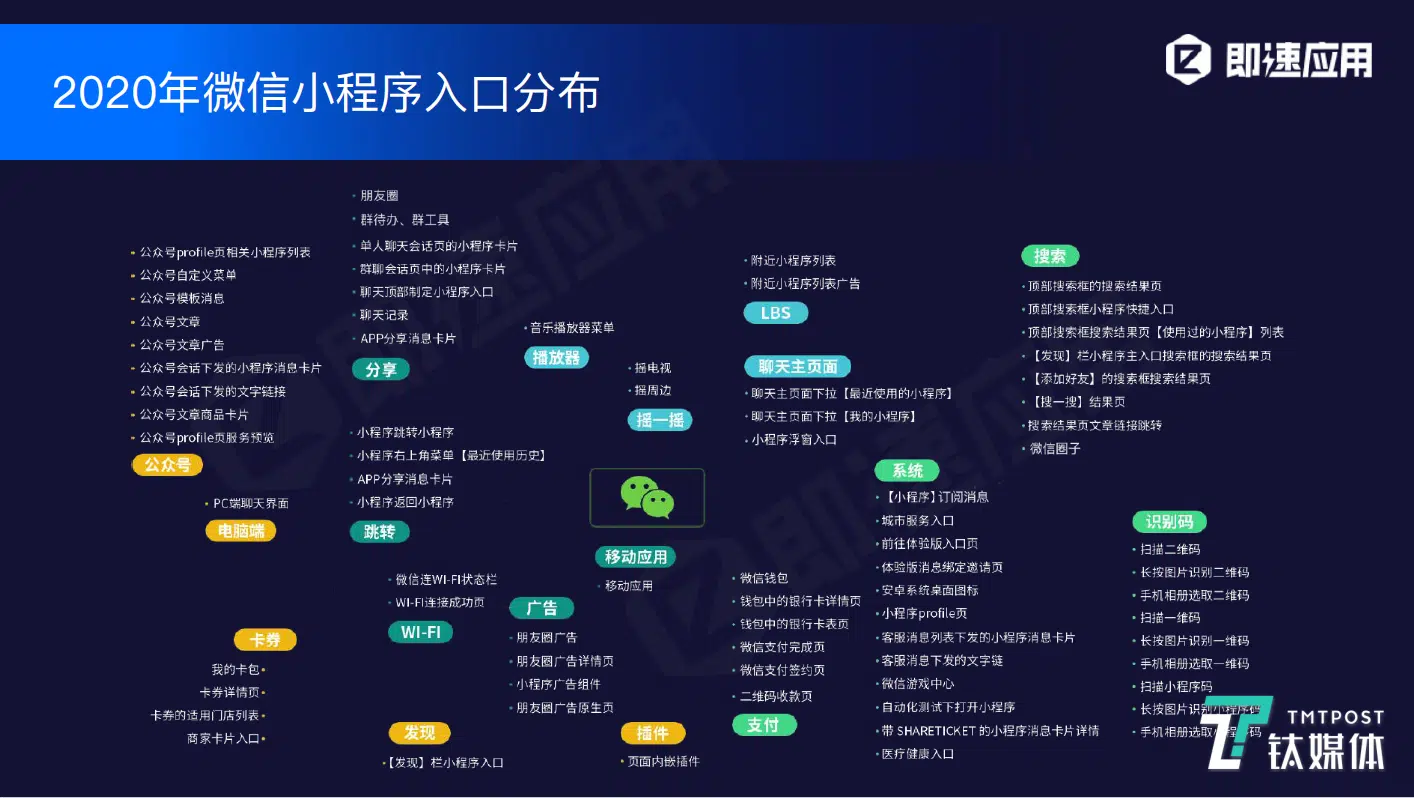 2020年微信小程序入口分布
即速应用
公众号profile页相关小程序列表
公众号自定义菜单
公众号模板消息
公众号文章
公众号文章广告
公众号会话下发的小程序消息卡片
公众号会话下发的文字链接
公众号文章商品卡片
公众号profile页服务预览
公众号
PC端聊天界面
电脑端
卡券
我的卡包
卡券详情页
卡券的适用门店列表
商家卡片入口
朋友圈
群待办、群工具
单人聊天会话页的小程序卡片
群聊会话页中的小程序卡片
聊天顶部制定小程序入口
聊天记录
APP分享消息卡片
分享
小程序跳转小程序
小程序右上角菜单【最近使用历史】
APP分享消息卡片
小程序返回小程序
跳转
微信连WI-FI状态栏
WI-FI连接成功页
WI-FI
发现
【发现】栏小程序入口
音乐播放器菜单
播放器
摇电视
摇周边
摇一摇
移动应用
移动应用
广告
朋友圈广告
朋友圈广告详情页
小程序广告组件
朋友圈广告原生页
插件
页面内嵌插件
附近小程序列表
附近小程序列表广告
LBS
聊天主页面
聊天主页面下拉【最近使用的小程序】
聊天主页面下拉【我的小程序】
小程序浮窗入口
微信钱包
钱包中的银行卡详情页
钱包中的银行卡表页
微信支付完成页
微信支付签约页
二维码收款页
支付
系统
【小程序】订阅消息
城市服务入口
前往体验版入口页
体验版消息绑定邀请页
安卓系统桌面图标
小程序profile页
客服消息列表下发的小程序消息卡片
客服消息下发的文字链
微信游戏中心
自动化测试下打开小程序
带 SHARETICKET 的小程序消息卡片详情
医疗健康入口
搜索
顶部搜索框的搜索结果页
顶部搜索框小程序快捷入口
顶部搜索框搜索结果页【使用过的小程序】列表
【发现】栏小程序主入口搜索框的搜索结果页
【添加好友】的搜索框搜索结果页
【搜一搜】结果页
搜索结果页文章链接跳转
微信圈子
识别码
扫描二维码
长按图片识别二维码
手机相册选取二维码
扫描一维码
长按图片识别一维码
手机相册选取一维码
扫描小程序码
长按图片识别小程序码
手机相册选取小程序码
TMTPOST
钛媒体
即速应用
即速应用